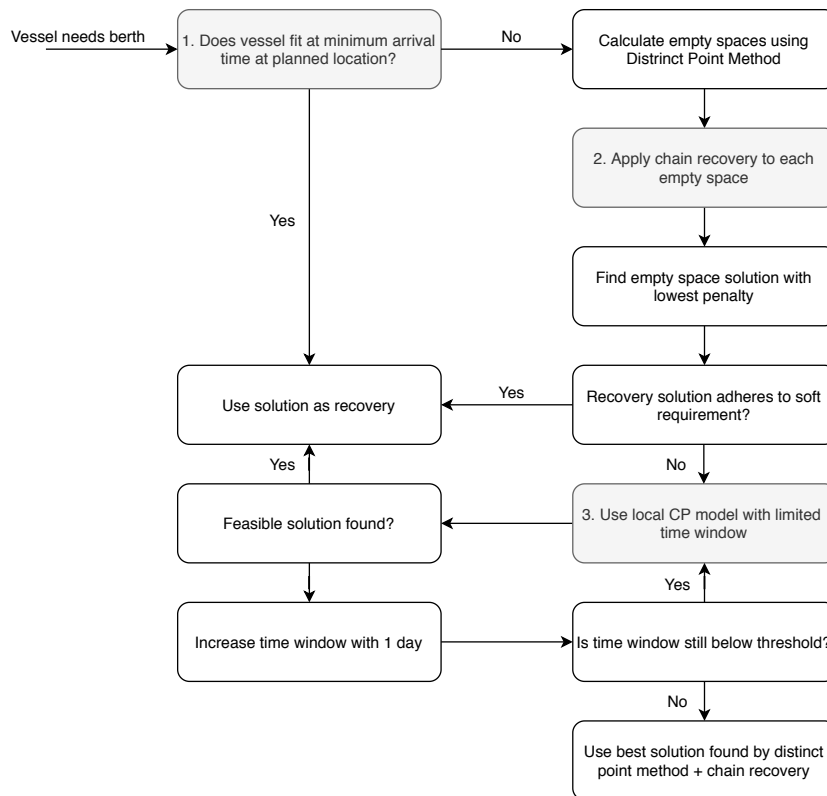 Vessel needs berth
1. Does vessel fit at minimum arrival
time at planned location?
No
Calculate empty spaces using
Distrinct Point Method
2. Apply chain recovery to each
empty space
Yes
Find empty space solution with
lowest penalty
Use solution as recovery
Yes
Recovery solution adheres to soft
requirement?
Yes
No
Feasible solution found?
3. Use local CP model with limited
time window
Yes
Increase time window with 1 day
Is time window still below threshold?
No
Use best solution found by distinct
point method + chain recovery